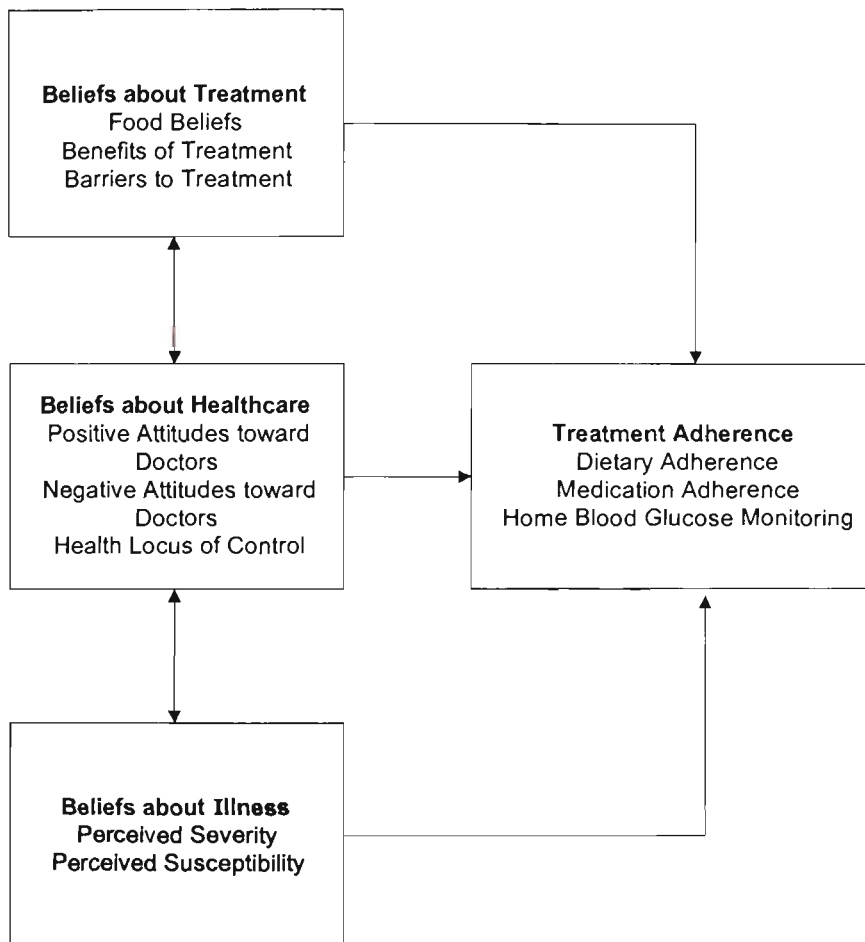 Beliefs about Treatment
Food Beliefs
Benefits of Treatment
Barriers to Treatment
Beliefs about Healthcare
Positive Attitudes toward
Doctors
Negative Attitudes toward
Doctors
Health Locus of Control
Treatment Adherence
Dietary Adherence
Medication Adherence
Home Blood Glucose Monitoring
Beliefs about Illness
Perceived Severity
Perceived Susceptibility